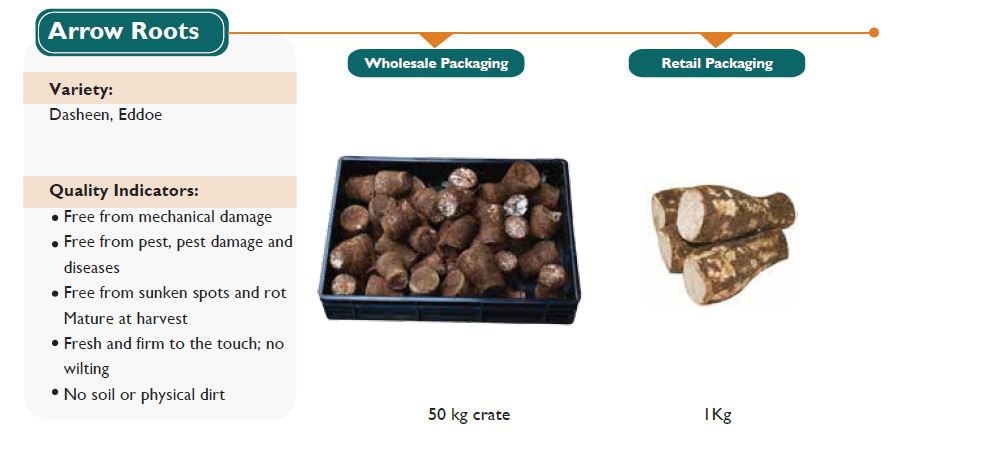 Arrow Roots
Wholesale Packaging
Retail Packaging
Variety:
Dasheen, Eddoe
Quality Indicators:
• Free from mechanical damage
• Free from pest, pest damage and
diseases
• Free from sunken spots and rot
Mature at harvest
• Fresh and firm to the touch; no
wilting
• No soil or physical dirt
50 kg crate
1Kg